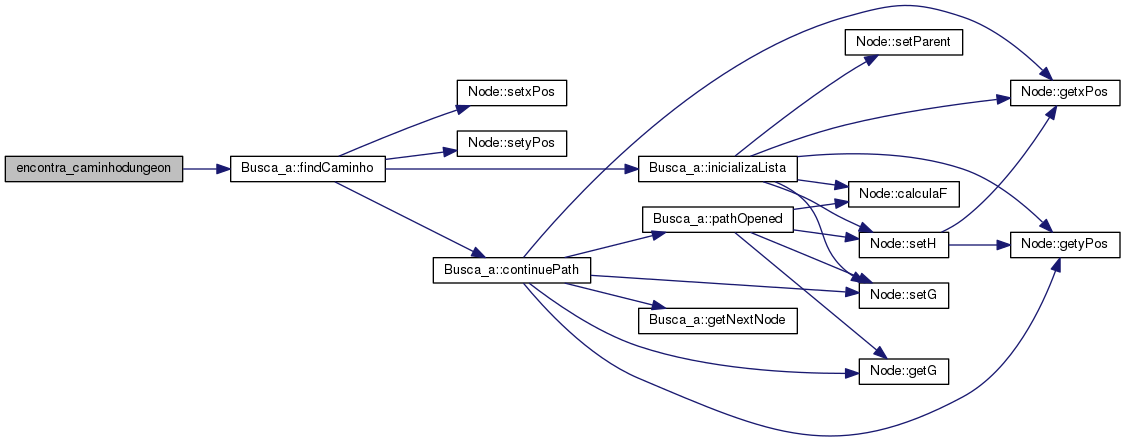 encontra_caminhodungeon
Busca_a::findCaminho
Node::setxPos
Node::setyPos
Busca_a::continuePath
Busca_a::inicializaLista
Busca_a::pathOpened
Busca_a::getNextNode
Node::setParent
Node::calculaF
Node::setH
Node::setG
Node::getG
Node::getxPos
Node::getyPos